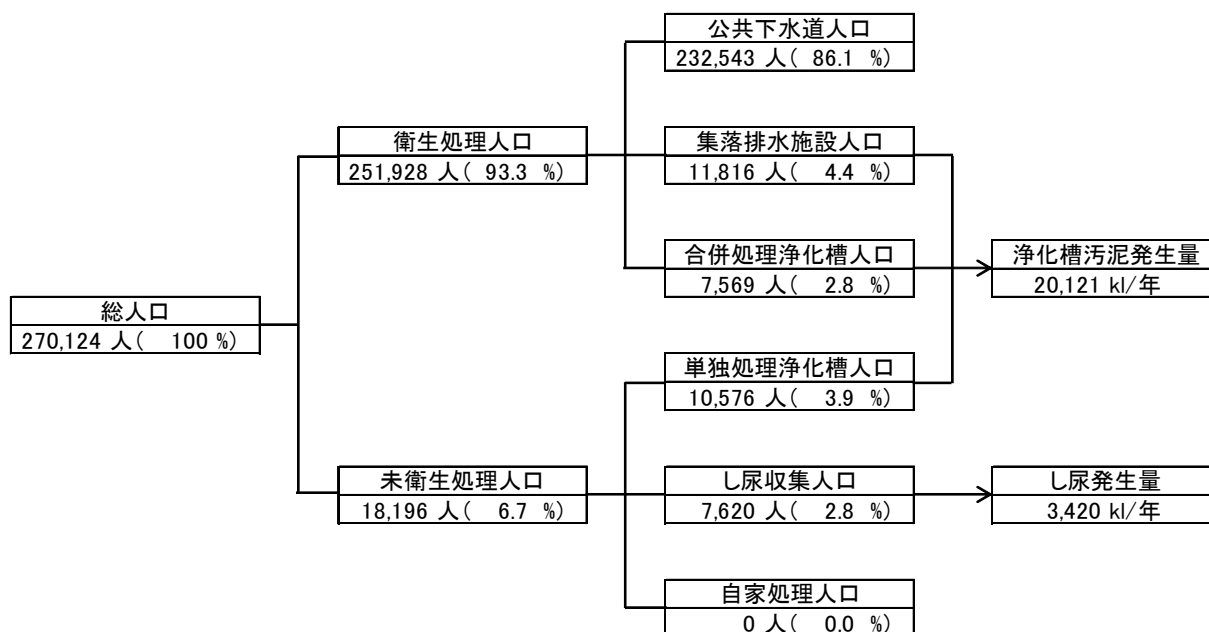 公共下水道人口
232,543 人( 86.1 %)
衛生処理人口
251,928 人( 93.3 %)
集落排水施設人口
11,816 人( 4.4 %)
合併処理浄化槽人口
7,569 人( 2.8 %)
浄化槽汚泥発生量
20,121 kl/年
総人口
270,124 人( 100 %)
単独処理浄化槽人口
10,576 人( 3.9 %)
未衛生処理人口
18,196 人( 6.7 %)
し尿収集人口
7,620 人( 2.8 %)
し尿発生量
3,420 kl/年
自家処理人口
0 人( 0.0 %)